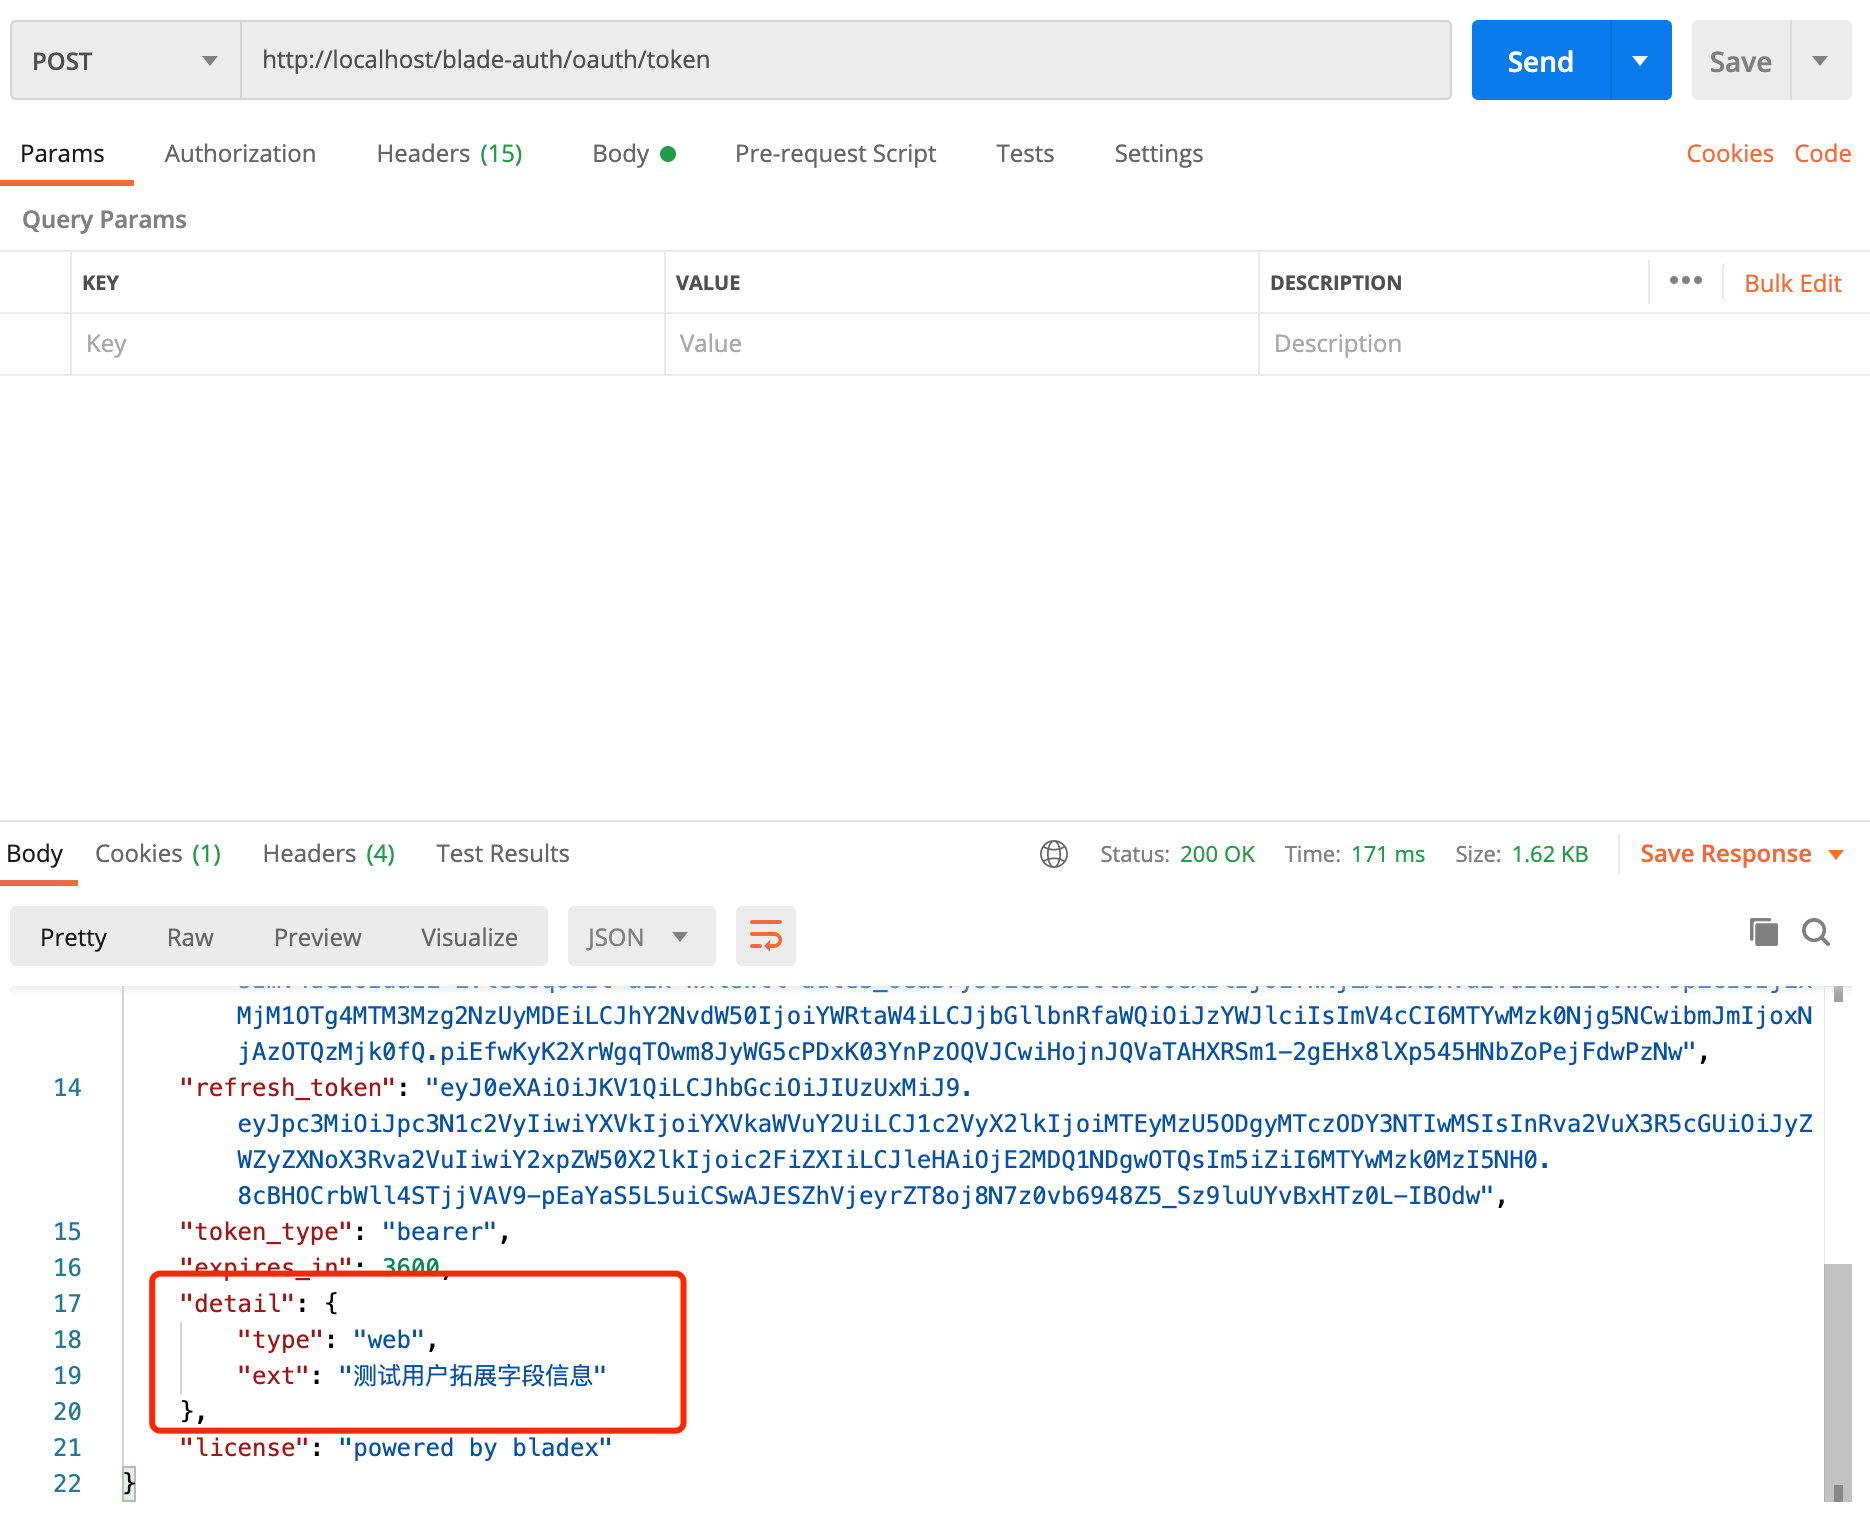 POST http://localhost/blade-auth/oauth/token Send Save
Params Authorization Headers (15) Body Pre-request Script Tests Settings Cookies Code
Query Params
KEY VALUE DESCRIPTION ••• Bulk Edit
Key Value Description
Body Cookies (1) Headers (4) Test Results Status: 200 OK Time: 171 ms Size: 1.62 KB Save Response
Pretty Raw Preview Visualize JSON
MjM1OTg4MTM3Mzg2NzUyMDEiLCJhY2NvdW50IjoiYWRtaW4iLCJjbGllbnRfaWQiOiJzYWJlciIsImV4cCI6MTYwMzk0Njg5NCwibmJmIjoxN
jAzOTQzMjk0fQ.piEfwKyK2XrWgqTOwm8JyWG5cPDxK03YnPzOQVJCwiHojnJQVaTAHXRSm1-2gEHx8lXp545HNbZoPejFdwPzNw",
14 "refresh_token": "eyJ0eXAiOiJKV1QiLCJhbGciOiJIUzUxMiJ9.
eyJpc3MiOiJpc3N1c2VyIiwiYXVkIjoiYXVkaWVuY2UiLCJ1c2VyX2lkIjoiMTEyMzU5ODgyMTczODY3NTIwMSIsInRva2VuX3R5cGUiOiJyZ
WZyZXNoX3Rva2VuIiwiY2xpZW50X2lkIjoic2FiZXIiLCJleHAiOjE2MDQ1NDgwOTQsIm5iZiI6MTYwMzk0MzI5NH0.
8cBHOCrbWll4STjjVAV9-pEaYaS5L5uiCSwAJESZhVjeyrZT8oj8N7z0vb6948Z5_Sz9luUYvBxHTz0L-IBOdw",
15 "token_type": "bearer",
16 "expires_in": 3600,
17 "detail": {
18 "type": "web",
19 "ext": "测试用户拓展字段信息"
20 },
21 "license": "powered by bladex"
22 }